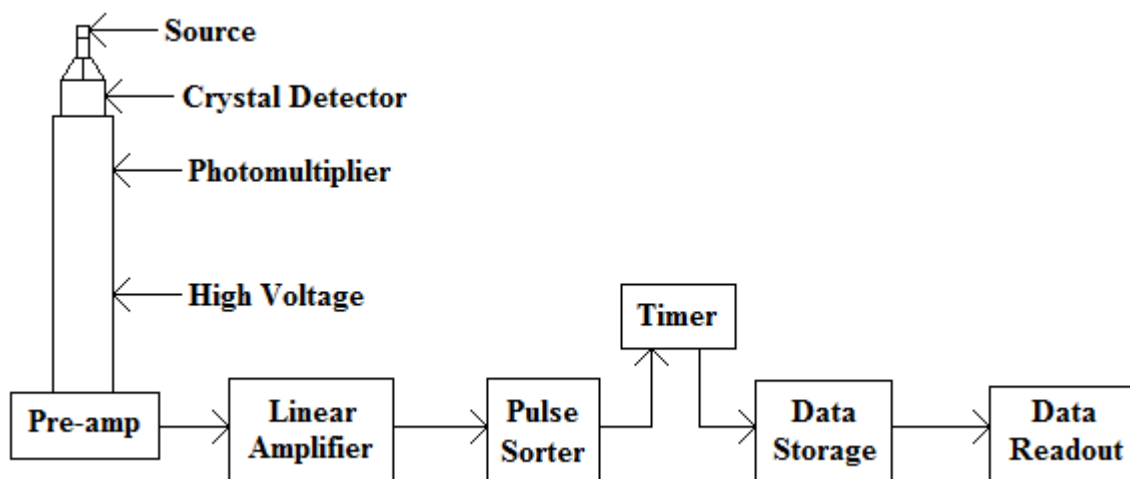 Source
Crystal Detector
Photomultiplier
High Voltage
Timer
Pre-amp
Linear
Amplifier
Pulse
Sorter
Data
Storage
Data
Readout